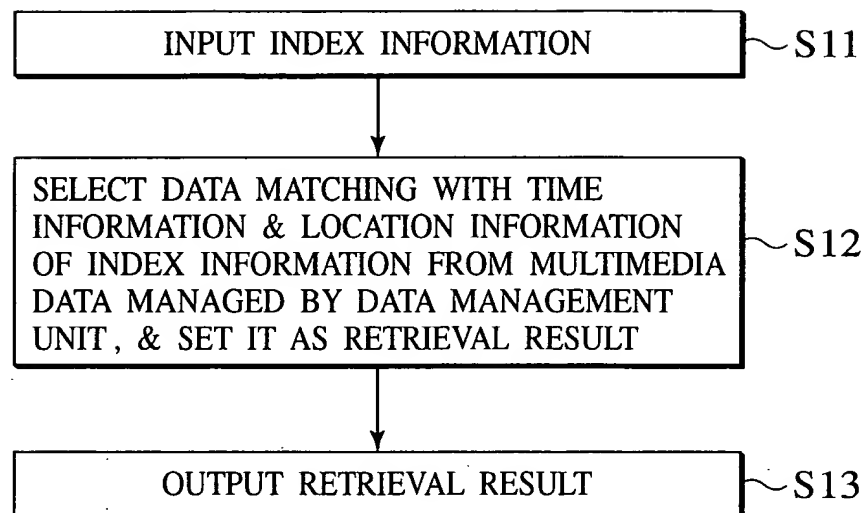 INPUT INDEX INFORMATION
S11
SELECT DATA MATCHING WITH TIME
INFORMATION & LOCATION INFORMATION
OF INDEX INFORMATION FROM MULTIMEDIA
DATA MANAGED BY DATA MANAGEMENT
UNIT, & SET IT AS RETRIEVAL RESULT
S12
OUTPUT RETRIEVAL RESULT
S13